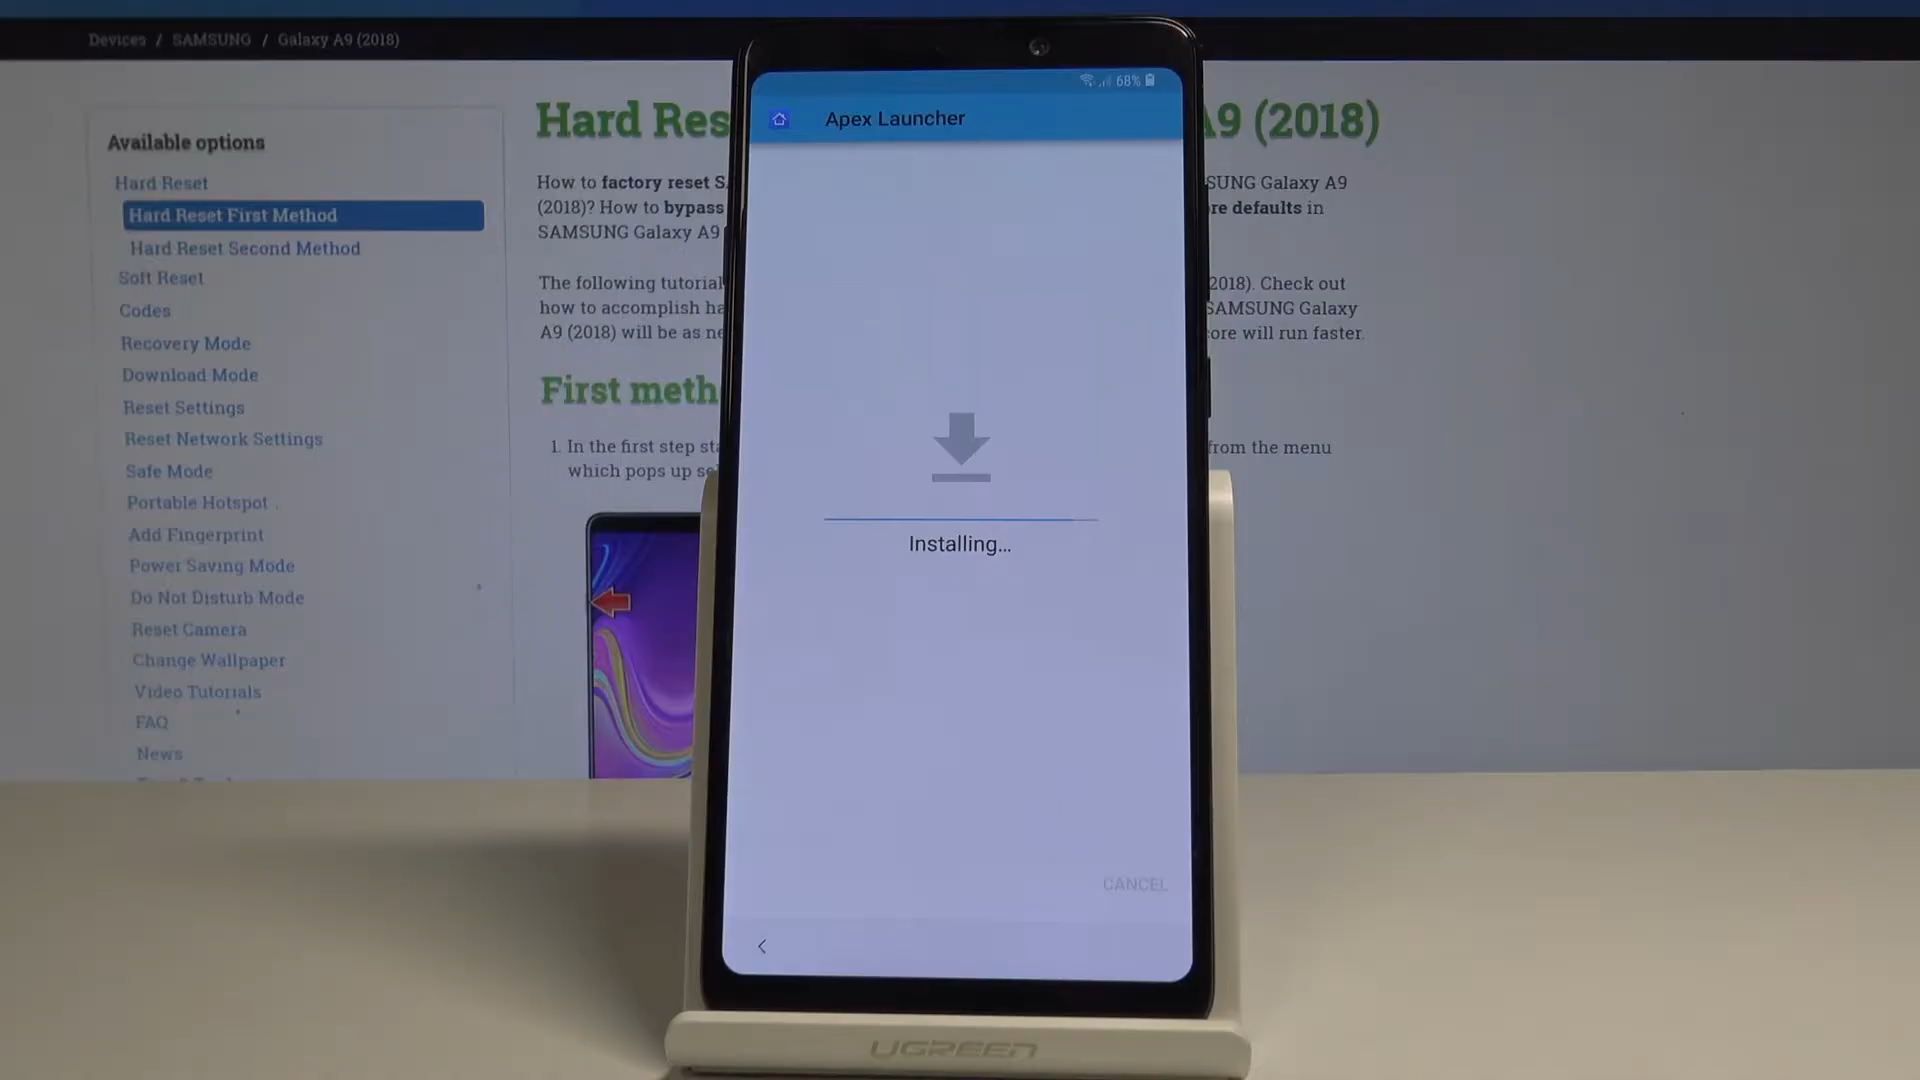 Devices / SAMSUNG / Galaxy A9 (2018)
Available options
Hard Reset
Hard Reset First Method
Hard Reset Second Method
Soft Reset
Codes
Recovery Mode
Download Mode
Reset Settings
Reset Network Settings
Safe Mode
Portable Hotspot
Add Fingerprint
Power Saving Mode
Do Not Disturb Mode
Reset Camera
Change Wallpaper
Video Tutorials
FAQ
News
Hard Res A9 (2018)
How to factory reset S SUNG Galaxy A9
(2018)? How to bypass re defaults in
SAMSUNG Galaxy A9
The following tutorial 2018). Check out
how to accomplish ha SAMSUNG Galaxy
A9 (2018) will be as ne ore will run faster.
First meth
1. In the first step sta from the menu
which pops up se
68%
Apex Launcher
Installing...
CANCEL
UGREEN